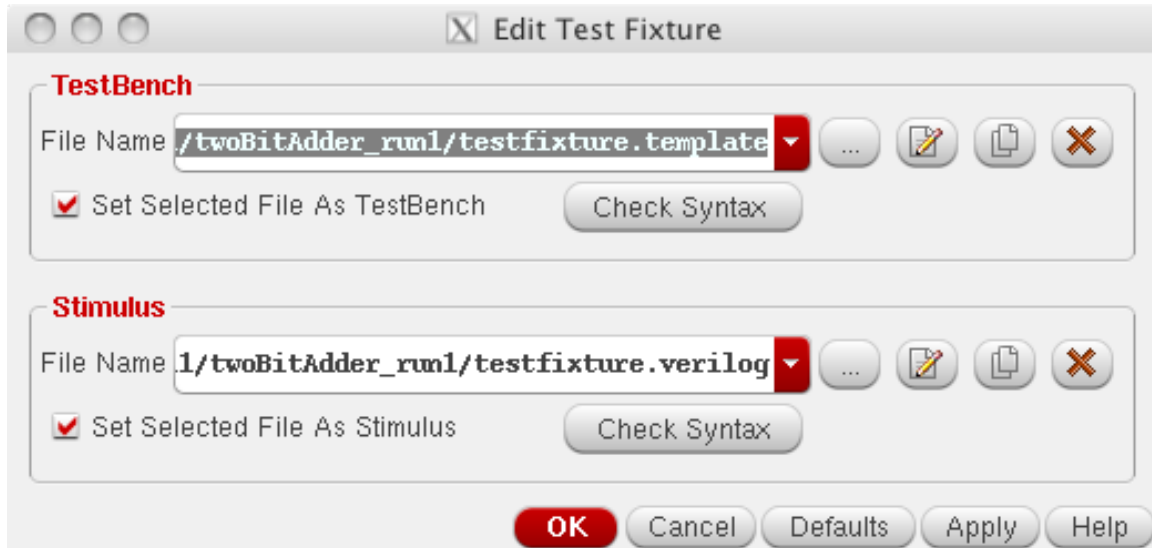 Edit Test Fixture
TestBench
File Name ./twoBitAdder_run1/testfixture.template ...
Set Selected File As TestBench Check Syntax
Stimulus
File Name .1/twoBitAdder_run1/testfixture.verilog ...
Set Selected File As Stimulus Check Syntax
OK Cancel Defaults Apply Help